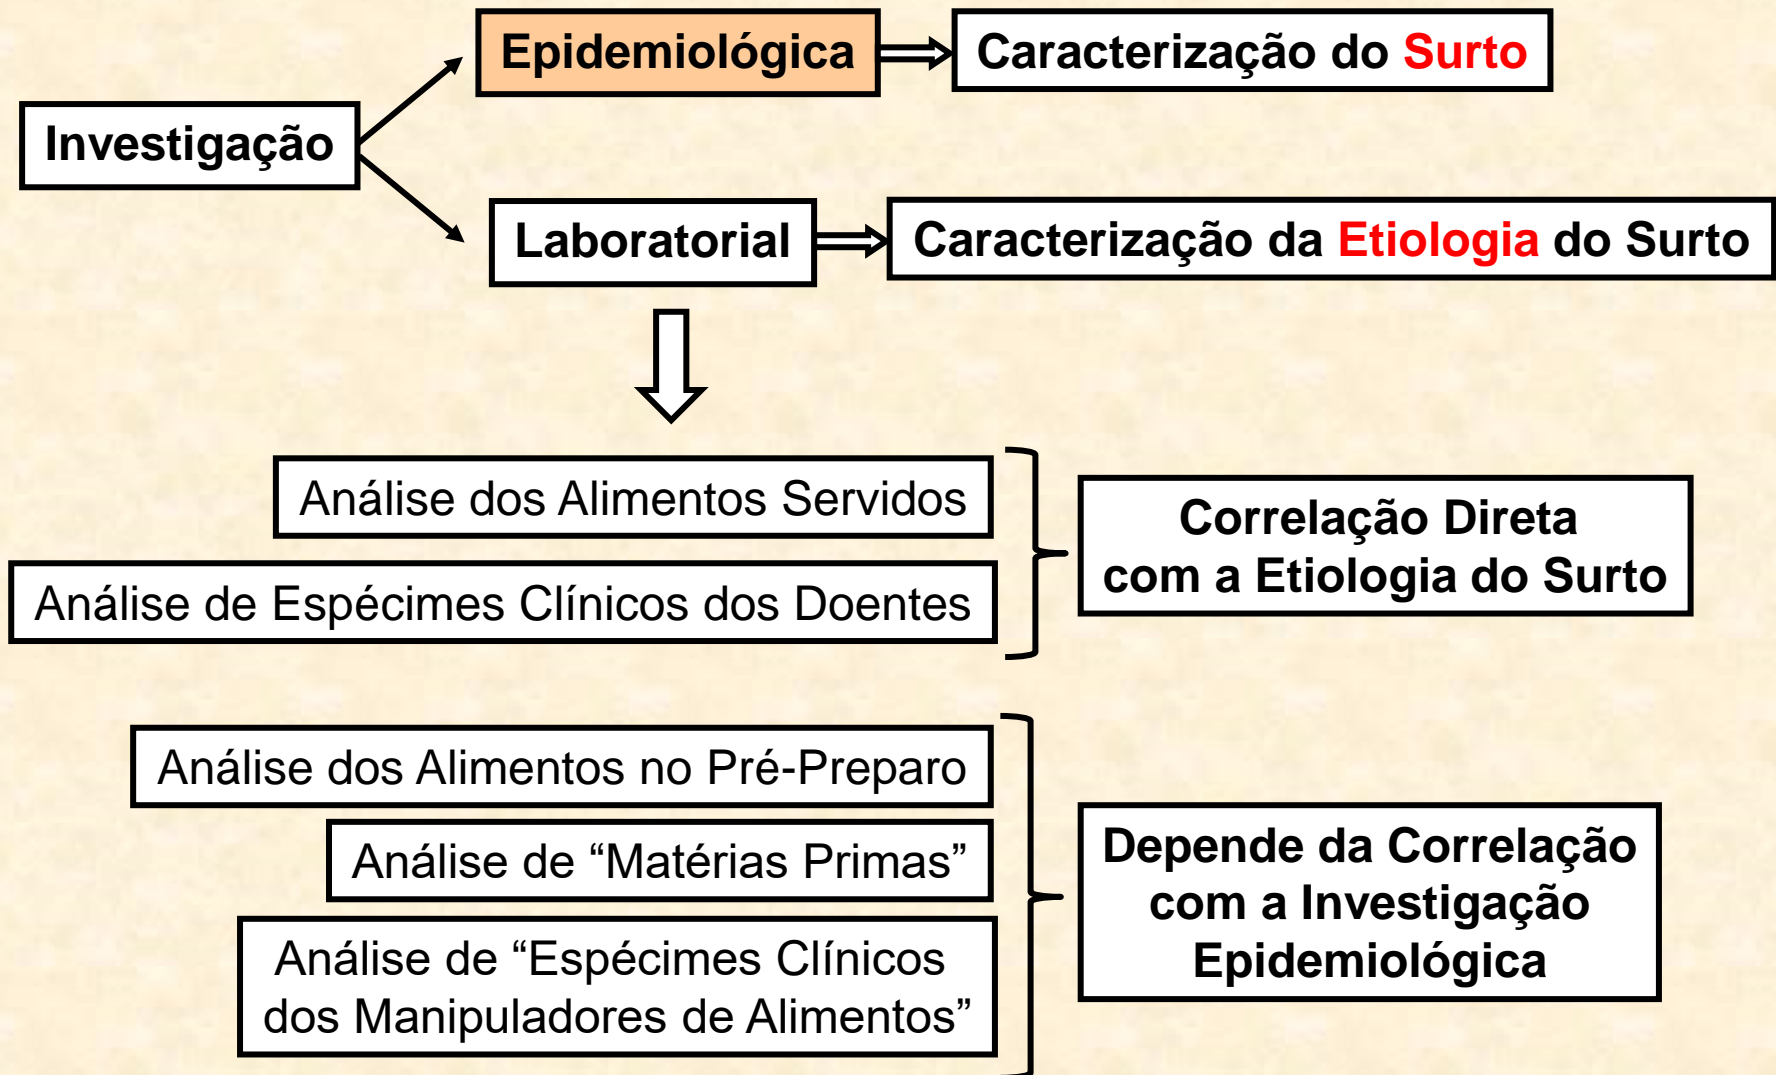 Epidemiológica
Caracterização do Surto
Investigação
Laboratorial
Caracterização da Etiologia do Surto
Análise dos Alimentos Servidos
Análise de Espécimes Clínicos dos Doentes
Correlação Direta
com a Etiologia do Surto
Análise dos Alimentos no Pré-Preparo
Análise de “Matérias Primas”
Análise de “Espécimes Clínicos
dos Manipuladores de Alimentos”
Depende da Correlação
com a Investigação
Epidemiológica